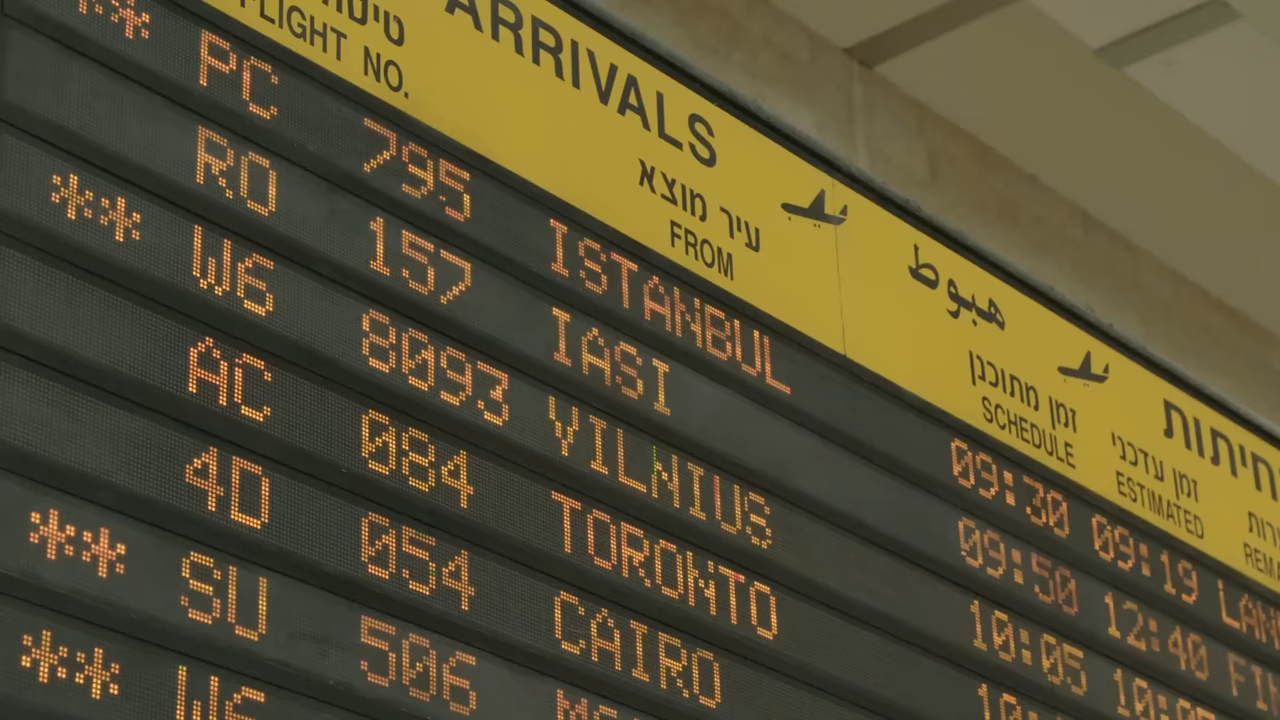 ARRIVALS
FLIGHT NO.
עיר מוצא
FROM
هبوط
זמן מתוכנן
SCHEDULE
זמן עדכני
ESTIMATED
**
PC 795 ISTANBUL 09:30 09:19
RO 157 IASI 09:50 12:40
** W6 8093 VILNIUS 10:05
AC 084 TORONTO
4D 054 CAIRO
** SU 506
** W6